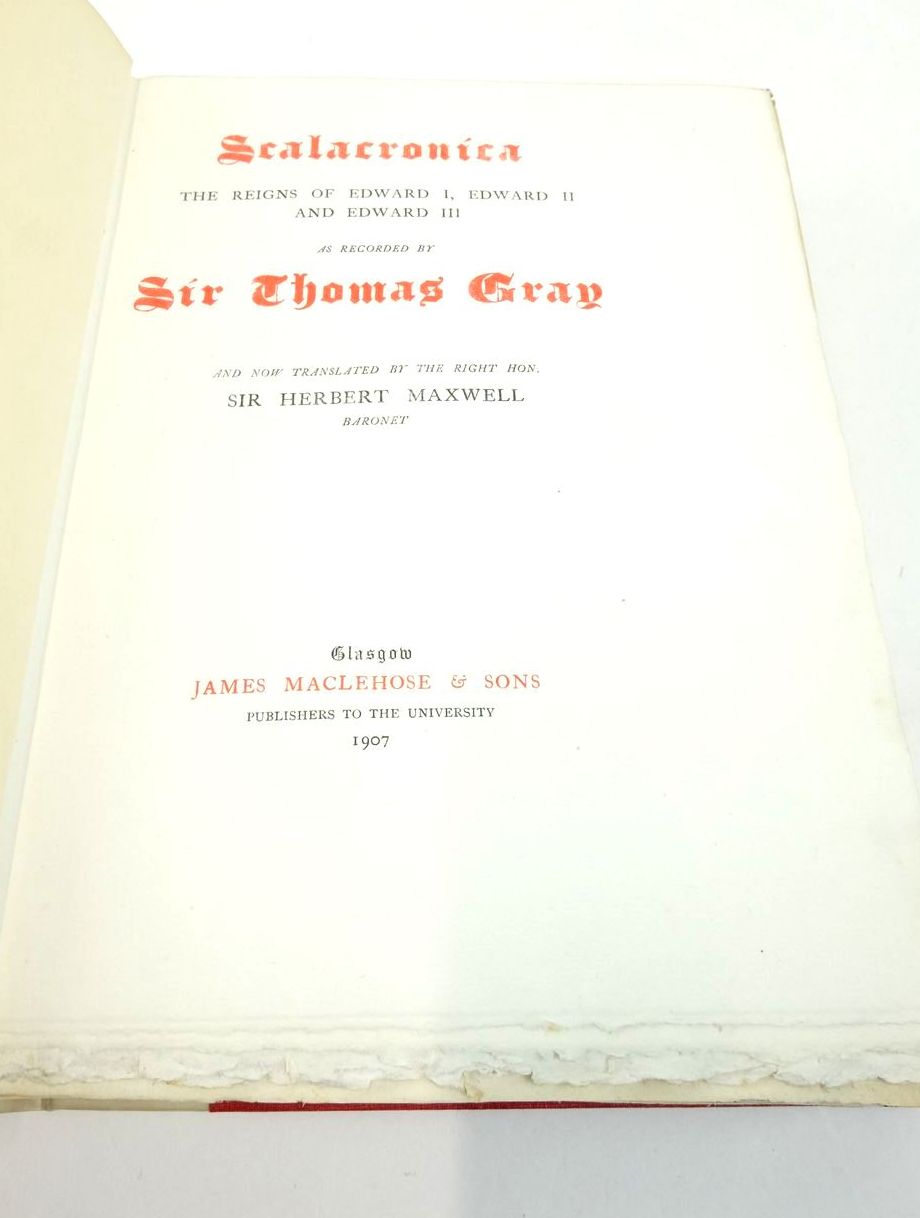 Scalacronica
THE REIGNS OF EDWARD I, EDWARD II
AND EDWARD III
AS RECORDED BY
Sir Thomas Gray
AND NOW TRANSLATED BY THE RIGHT HON.
SIR HERBERT MAXWELL
BARONET
Glasgow
JAMES MACLEHOSE & SONS
PUBLISHERS TO THE UNIVERSITY
1907